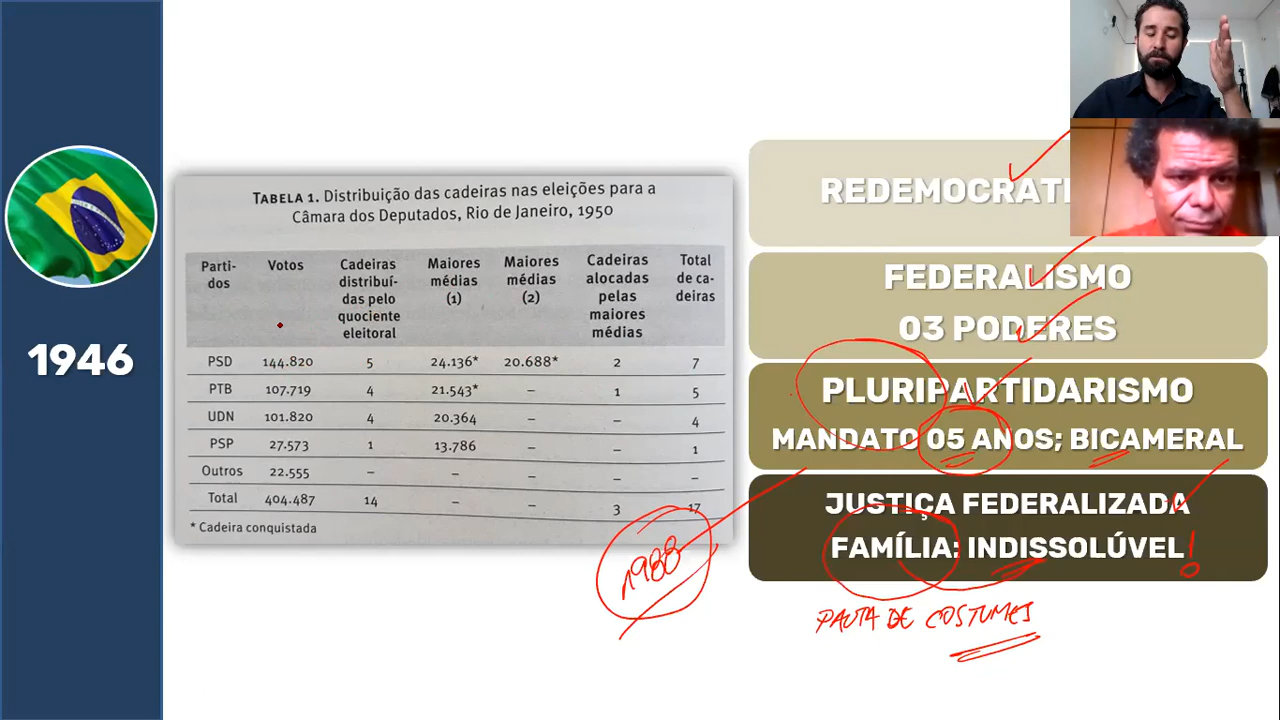 1946
TABELA 1. Distribuição das cadeiras nas eleições para a
Câmara dos Deputados, Rio de Janeiro, 1950
Parti-
dos
Votos
Cadeiras
distribuí-
das pelo
quociente
eleitoral
Maiores
médias
(1)
Maiores
médias
(2)
Cadeiras
alocadas
pelas
maiores
médias
Total
de ca-
deiras
PSD 144.820 5 24.136* 20.688* 2 7
PTB 107.719 4 21.543* – 1 5
UDN 101.820 4 20.364 – – 4
PSP 27.573 1 13.786 – – 1
Outros 22.555 – – – – –
Total 404.487 14 – – 3 17
* Cadeira conquistada
REDEMOCRATI
FEDERALISMO
03 PODERES
PLURIPARTIDARISMO
MANDATO 05 ANOS; BICAMERAL
JUSTIÇA FEDERALIZADA
FAMÍLIA: INDISSOLÚVEL !
1988
PAUTA DE COSTUMES